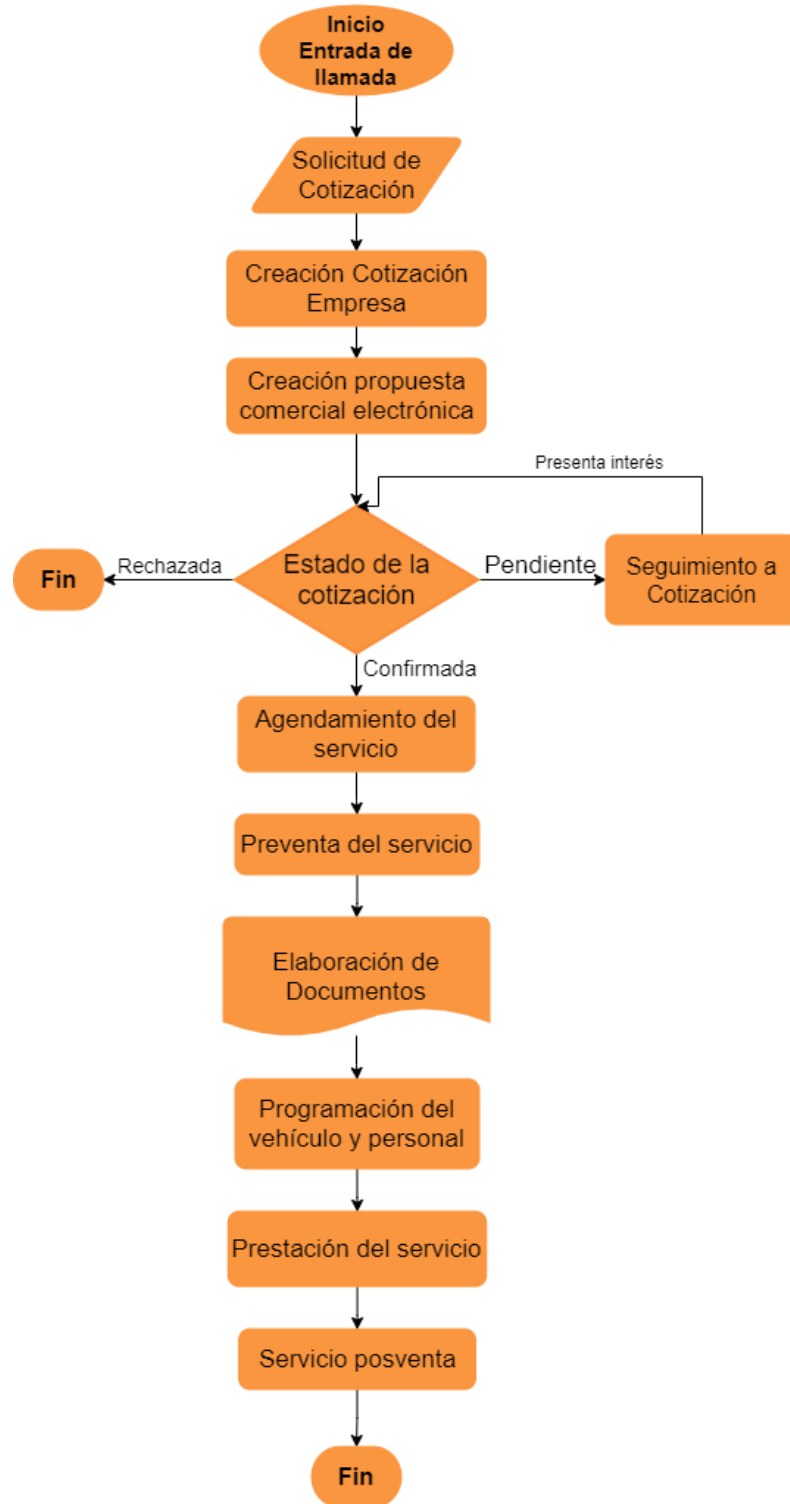 Inicio
Entrada de
llamada
Solicitud de
Cotización
Creación Cotización
Empresa
Creación propuesta
comercial electrónica
Presenta interés
Fin
Rechazada
Estado de la
cotización
Pendiente
Seguimiento a
Cotización
Confirmada
Agendamiento del
servicio
Preventa del servicio
Elaboración de
Documentos
Programación del
vehículo y personal
Prestación del servicio
Servicio posventa
Fin